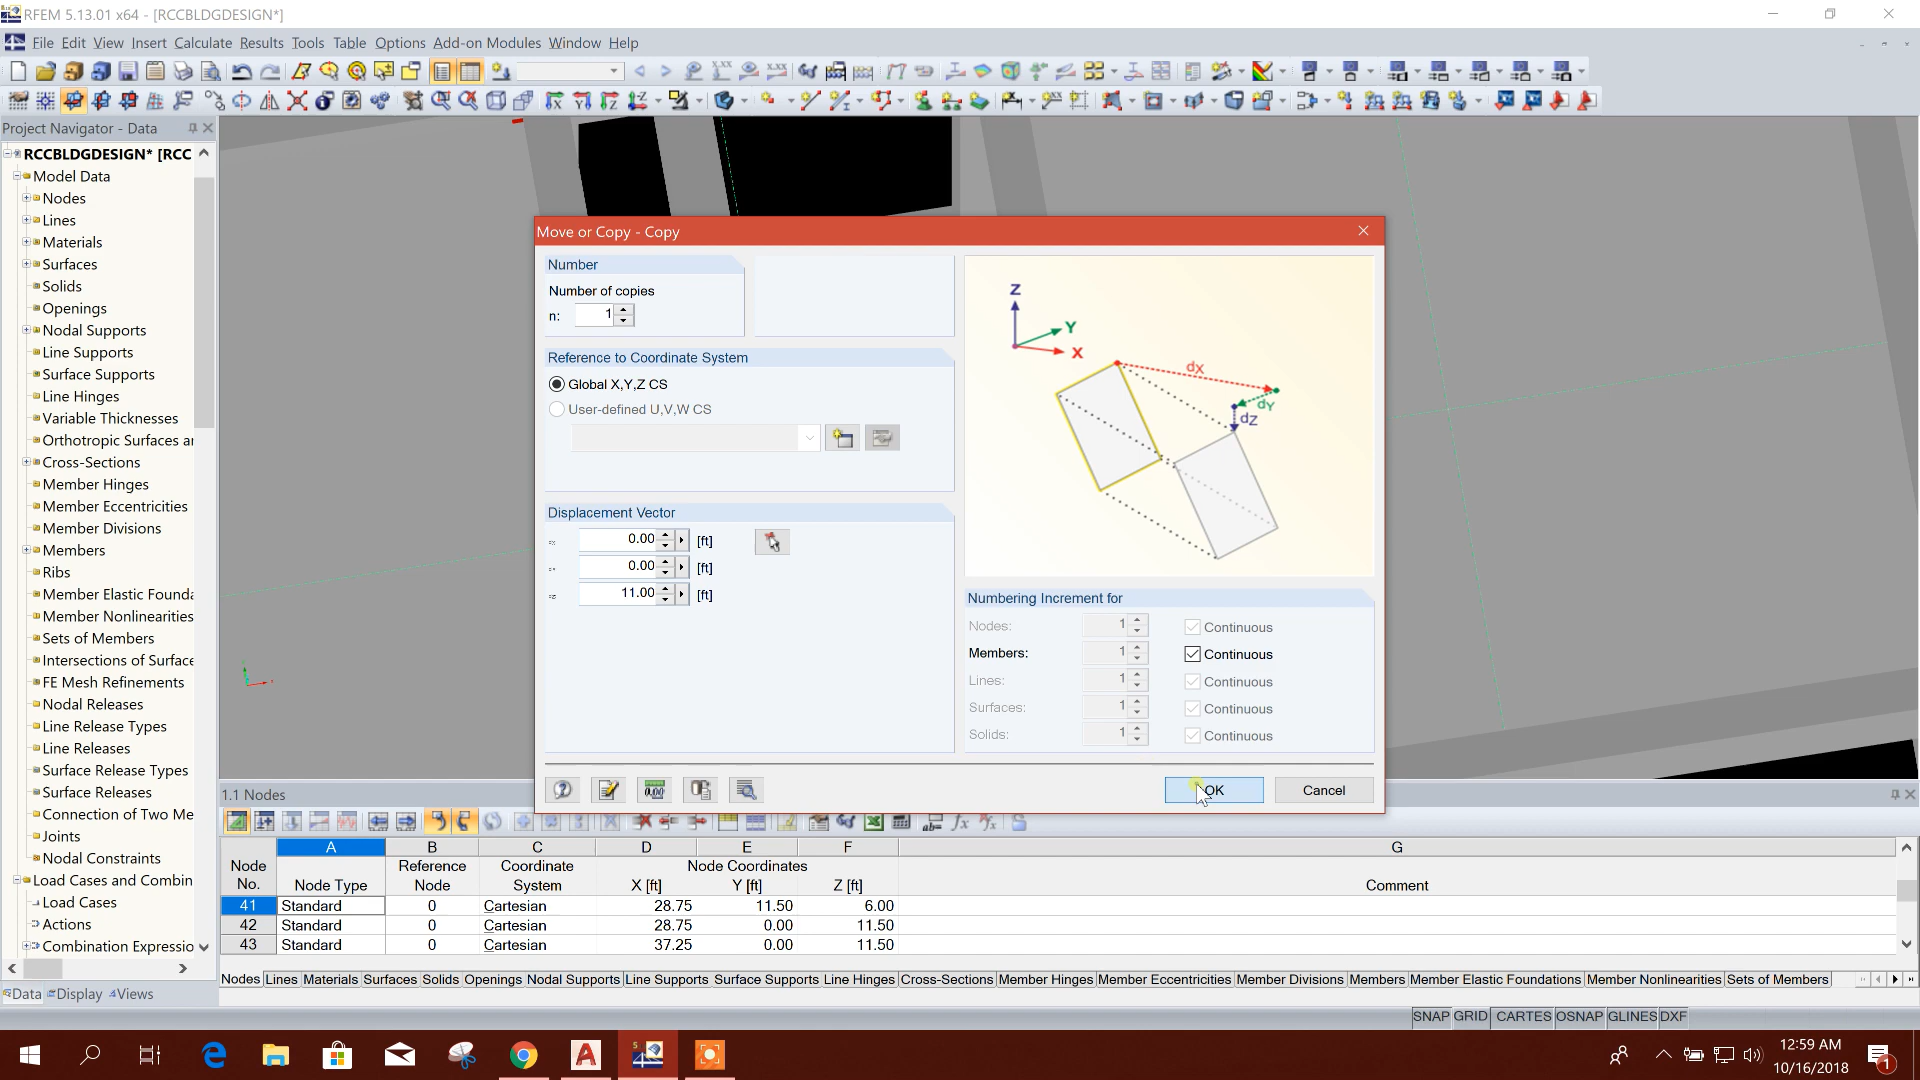 RFEM 5.13.01 x64 - [RCCBLDGDESIGN*]
File Edit View Insert Calculate Results Tools Table Options Add-on Modules Window Help
Project Navigator - Data
RCCBLDGDESIGN* [RCC
Model Data
Nodes
Lines
Materials
Surfaces
Solids
Openings
Nodal Supports
Line Supports
Surface Supports
Line Hinges
Variable Thicknesses
Orthotropic Surfaces ar
Cross-Sections
Member Hinges
Member Eccentricities
Member Divisions
Members
Ribs
Member Elastic Founda
Member Nonlinearities
Sets of Members
Intersections of Surface
FE Mesh Refinements
Nodal Releases
Line Release Types
Line Releases
Surface Release Types
Surface Releases
Connection of Two Me
Joints
Nodal Constraints
Load Cases and Combin
Load Cases
Actions
Combination Expressio
Data Display Views
Move or Copy - Copy
Number
Number of copies
n: 1
Reference to Coordinate System
Global X,Y,Z CS
User-defined U,V,W CS
Displacement Vector
0.00 [ft]
0.00 [ft]
11.00 [ft]
Z
Y
X
dX
dY
dZ
Numbering Increment for
Nodes: 1 Continuous
Members: 1 Continuous
Lines: 1 Continuous
Surfaces: 1 Continuous
Solids: 1 Continuous
OK Cancel
1.1 Nodes
A B C D E F G
Node Reference Coordinate Node Coordinates
No. Node Type Node System X [ft] Y [ft] Z [ft] Comment
41 Standard 0 Cartesian 28.75 11.50 6.00
42 Standard 0 Cartesian 28.75 0.00 11.50
43 Standard 0 Cartesian 37.25 0.00 11.50
Nodes Lines Materials Surfaces Solids Openings Nodal Supports Line Supports Surface Supports Line Hinges Cross-Sections Member Hinges Member Eccentricities Member Divisions Members Member Elastic Foundations Member Nonlinearities Sets of Members
SNAP GRID CARTES OSNAP GLINES DXF
12:59 AM
10/16/2018
1